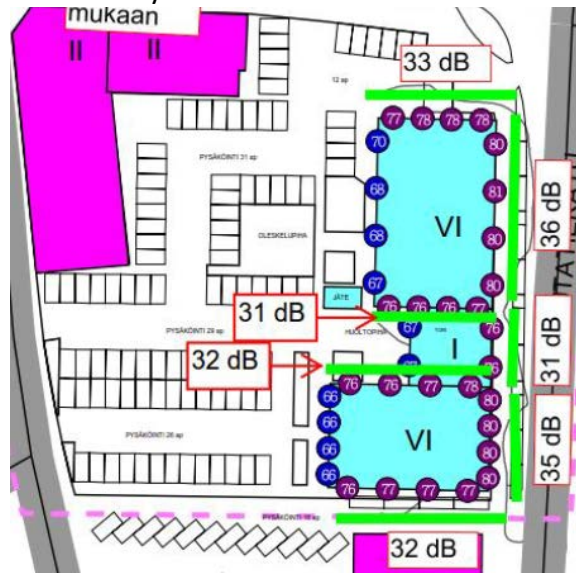 mukaan
II
II
33 dB
12 ap
77 78 78 78
70
80
PYSÄKÖINTI 31 ap
68
81
36 dB
OLESKELUPIHA
68
VI
80
67
80
JÄTE
76 76 76 77
31 dB
67
76
PYSÄKÖINTI 29 ap
HUOLTOPIHA
I
31 dB
32 dB
76 76 77 78
66
80
66
80
35 dB
PYSÄKÖINTI 26 ap
66
VI
80
66
80
76 77 77 77
32 dB